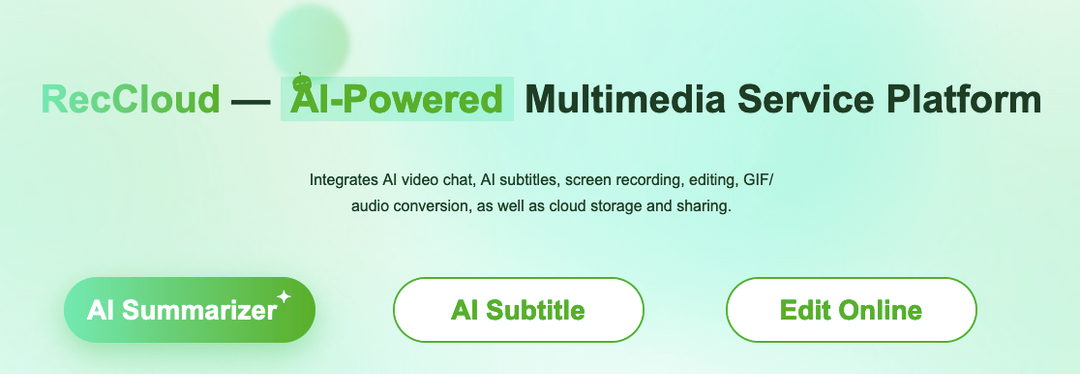 RecCloud — AI-Powered Multimedia Service Platform
Integrates AI video chat, AI subtitles, screen recording, editing, GIF/
audio conversion, as well as cloud storage and sharing.
AI Summarizer
AI Subtitle
Edit Online